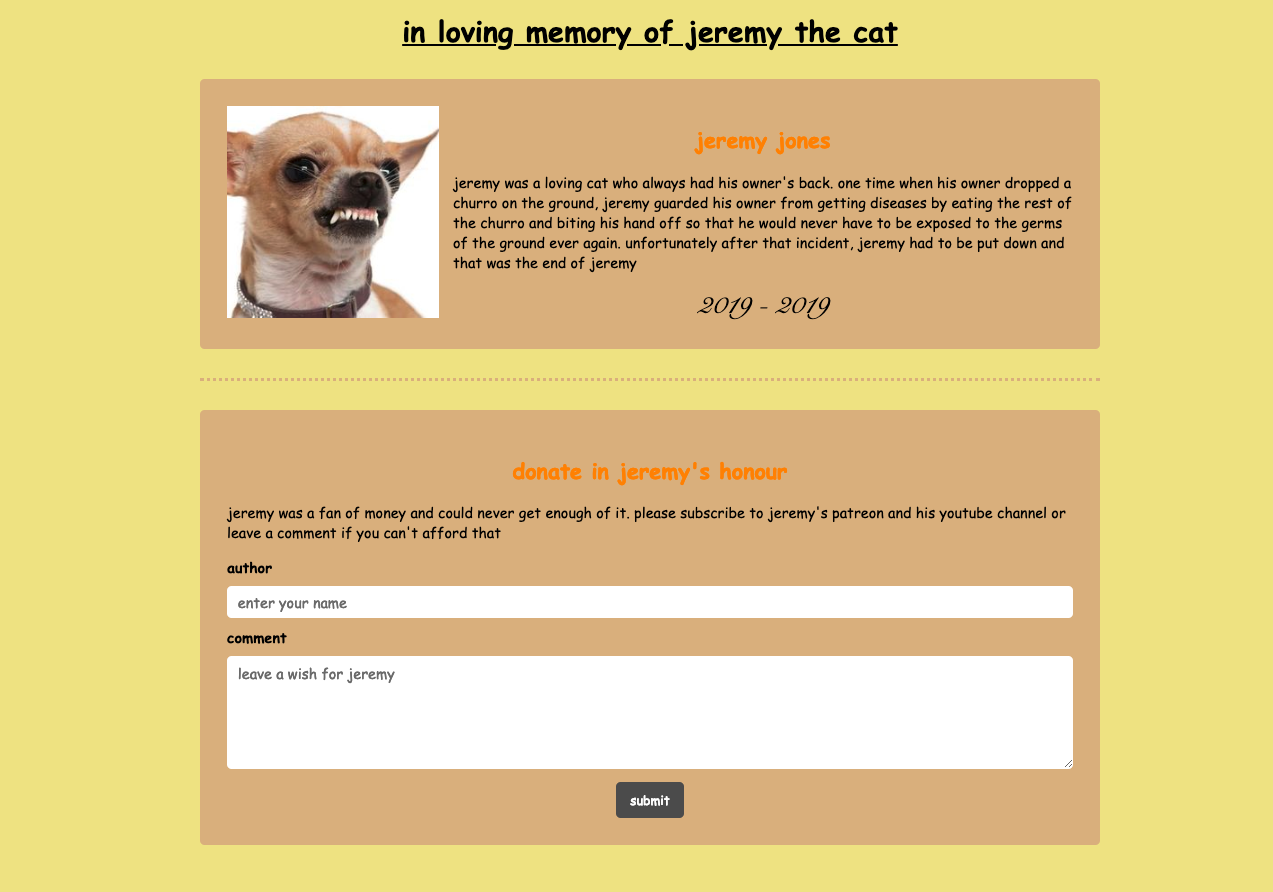 in loving memory of jeremy the cat
jeremy jones
jeremy was a loving cat who always had his owner's back. one time when his owner dropped a
churro on the ground, jeremy guarded his owner from getting diseases by eating the rest of
the churro and biting his hand off so that he would never have to be exposed to the germs
of the ground ever again. unfortunately after that incident, jeremy had to be put down and
that was the end of jeremy
2019 - 2019
donate in jeremy's honour
jeremy was a fan of money and could never get enough of it. please subscribe to jeremy's patreon and his youtube channel or
leave a comment if you can't afford that
author
enter your name
comment
leave a wish for jeremy
submit